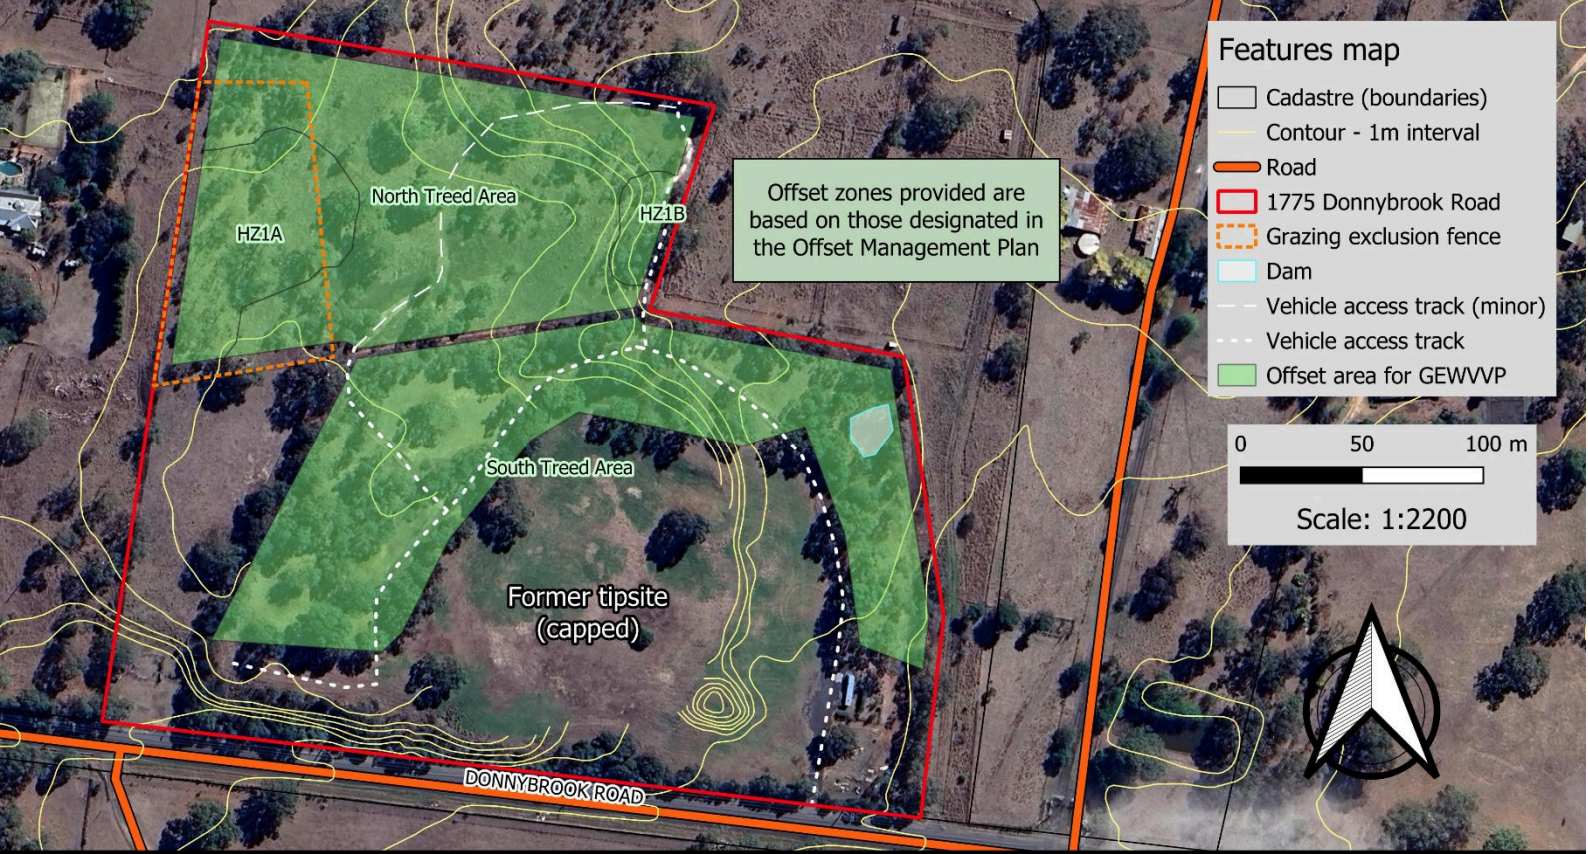 Features map
Cadastre (boundaries)
Contour - 1m interval
Road
1775 Donnybrook Road
Grazing exclusion fence
Dam
Vehicle access track (minor)
Vehicle access track
Offset area for GEWVVP
0 50 100 m
Scale: 1:2200
Offset zones provided are
based on those designated in
the Offset Management Plan
North Treed Area
HZ1A
HZ1B
South Treed Area
Former tipsite
(capped)
DONNYBROOK ROAD